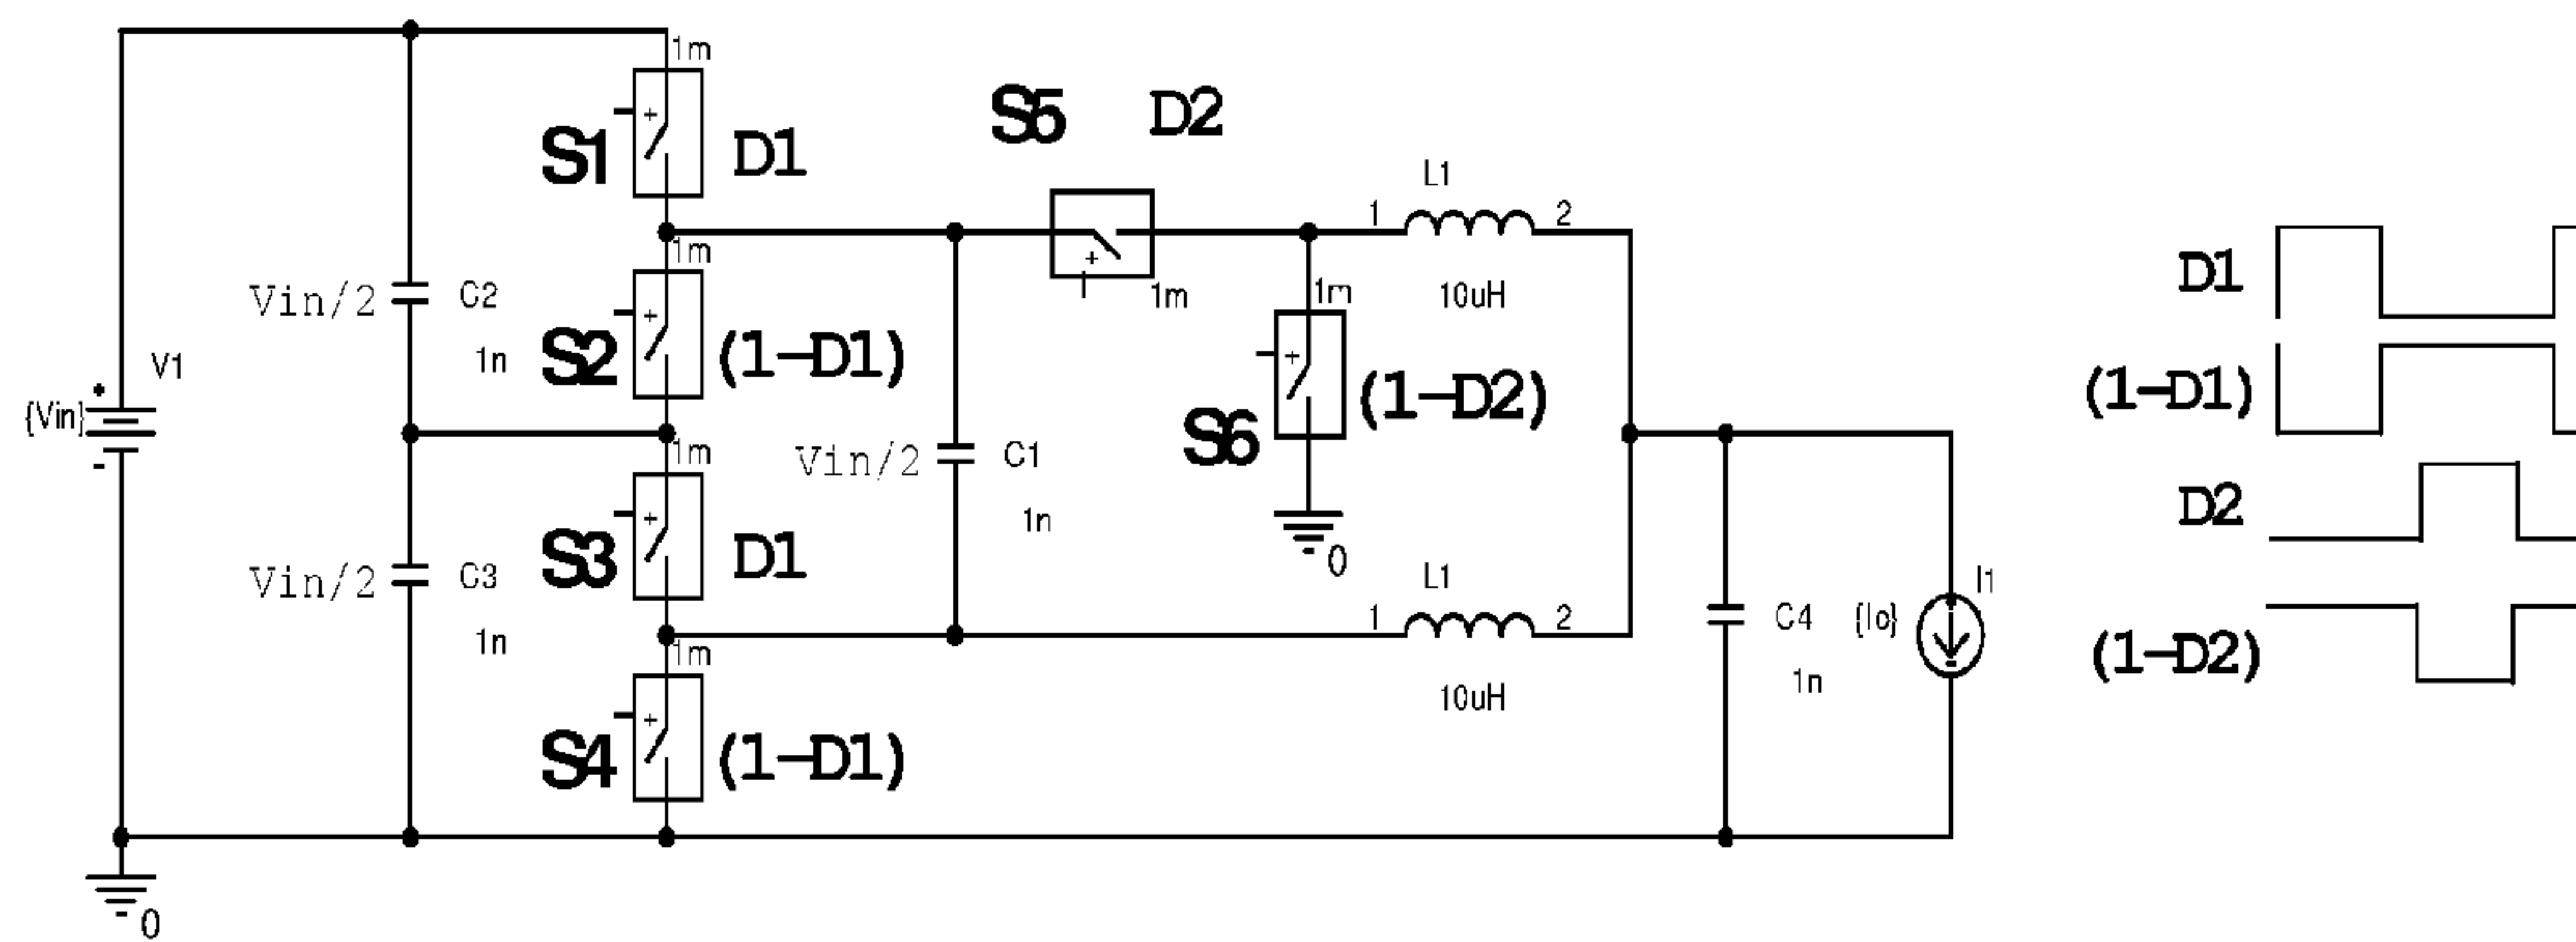 1m
S1 D1
S5 D2
1m
L1
1 2
10uH
1m
Vin/2 C2
1n
S2 (1-D1)
V1
+
{Vin}
-
1m
S6 (1-D2)
0
1m
Vin/2 C1
1n
S3 D1
Vin/2 C3
1n
L1
1 2
10uH
1m
S4 (1-D1)
C4
1n
I1
{Io}
0
D1
(1-D1)
D2
(1-D2)